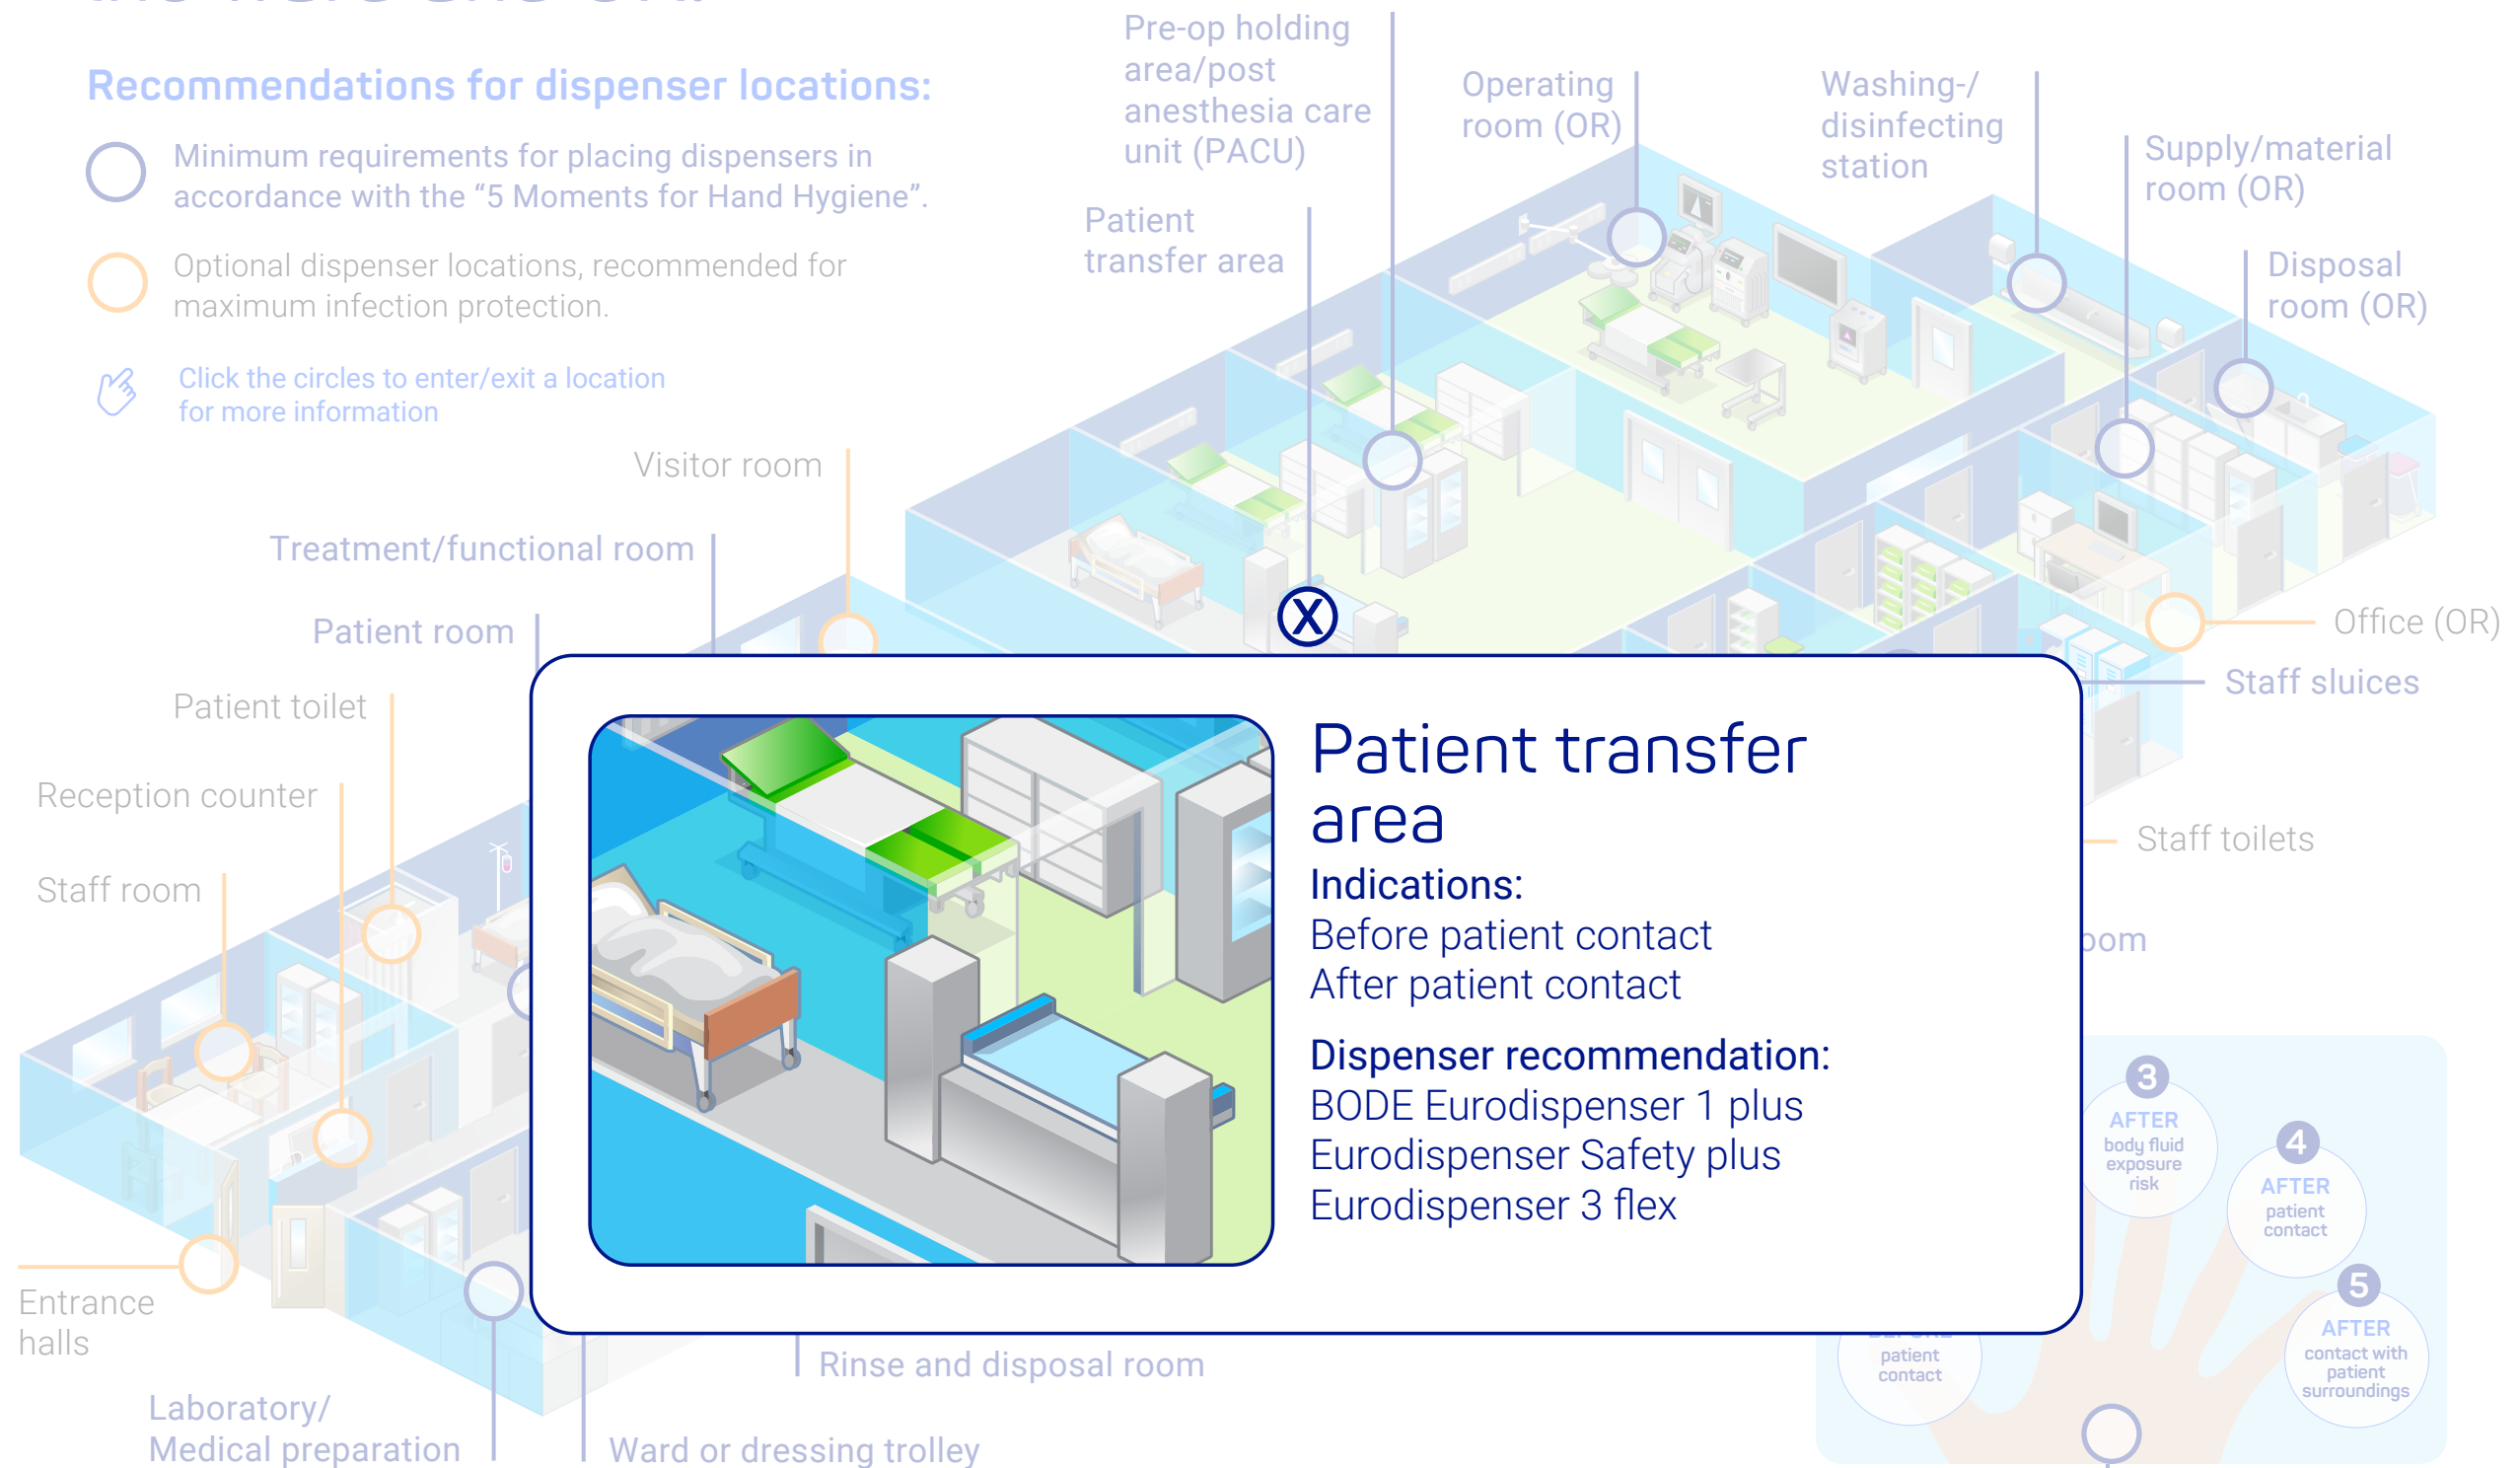 Recommendations for dispenser locations:
Minimum requirements for placing dispensers in
accordance with the “5 Moments for Hand Hygiene”.
Optional dispenser locations, recommended for
maximum infection protection.
Click the circles to enter/exit a location
for more information
Pre-op holding
area/post
anesthesia care
unit (PACU)
Operating
room (OR)
Washing-/
disinfecting
station
Supply/material
room (OR)
Disposal
room (OR)
Patient
transfer area
Visitor room
Treatment/functional room
Patient room
Patient toilet
Reception counter
Staff room
Office (OR)
Staff sluices
Staff toilets
X
Patient transfer
area
Indications:
Before patient contact
After patient contact
Dispenser recommendation:
BODE Eurodispenser 1 plus
Eurodispenser Safety plus
Eurodispenser 3 flex
Entrance
halls
Laboratory/
Medical preparation
Ward or dressing trolley
Rinse and disposal room
patient
contact
3
AFTER
body fluid
exposure
risk
4
AFTER
patient
contact
5
AFTER
contact with
patient
surroundings